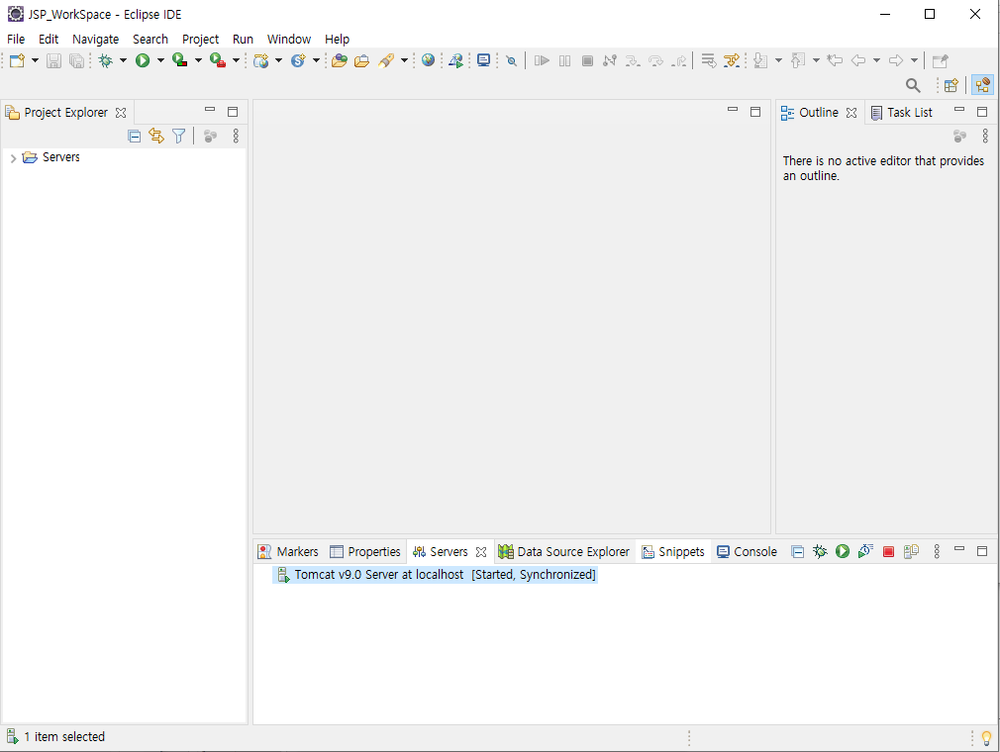 JSP_WorkSpace - Eclipse IDE
File Edit Navigate Search Project Run Window Help
Project Explorer
Servers
Outline Task List
There is no active editor that provides
an outline.
Markers Properties Servers Data Source Explorer Snippets Console
Tomcat v9.0 Server at localhost [Started, Synchronized]
1 item selected